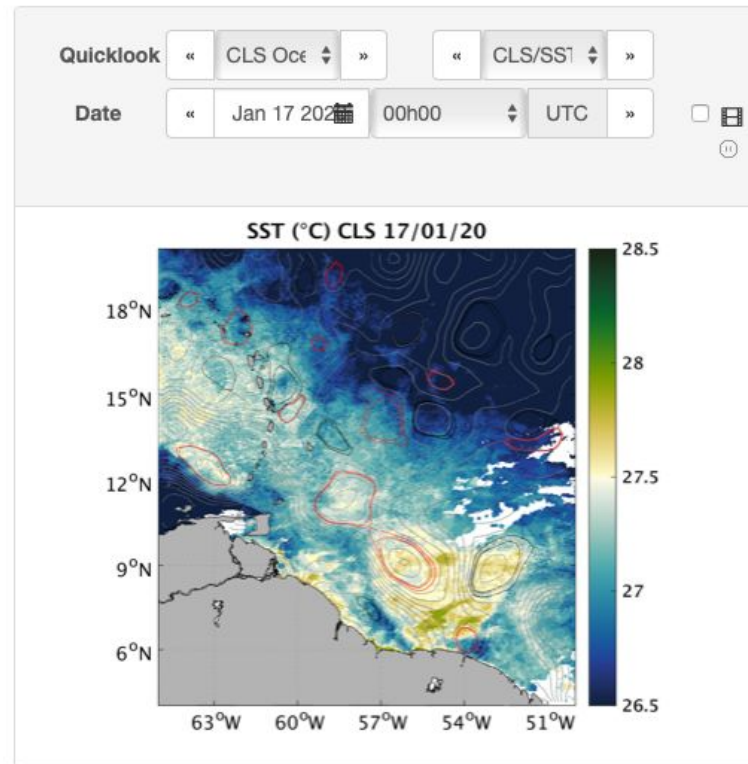 Quicklook « CLS Oce » « CLS/SST »
Date « Jan 17 202 00h00 UTC »
SST (°C) CLS 17/01/20
28.5
18°N
28
15°N
12°N
27.5
9°N
27
6°N
26.5
63°W 60°W 57°W 54°W 51°W